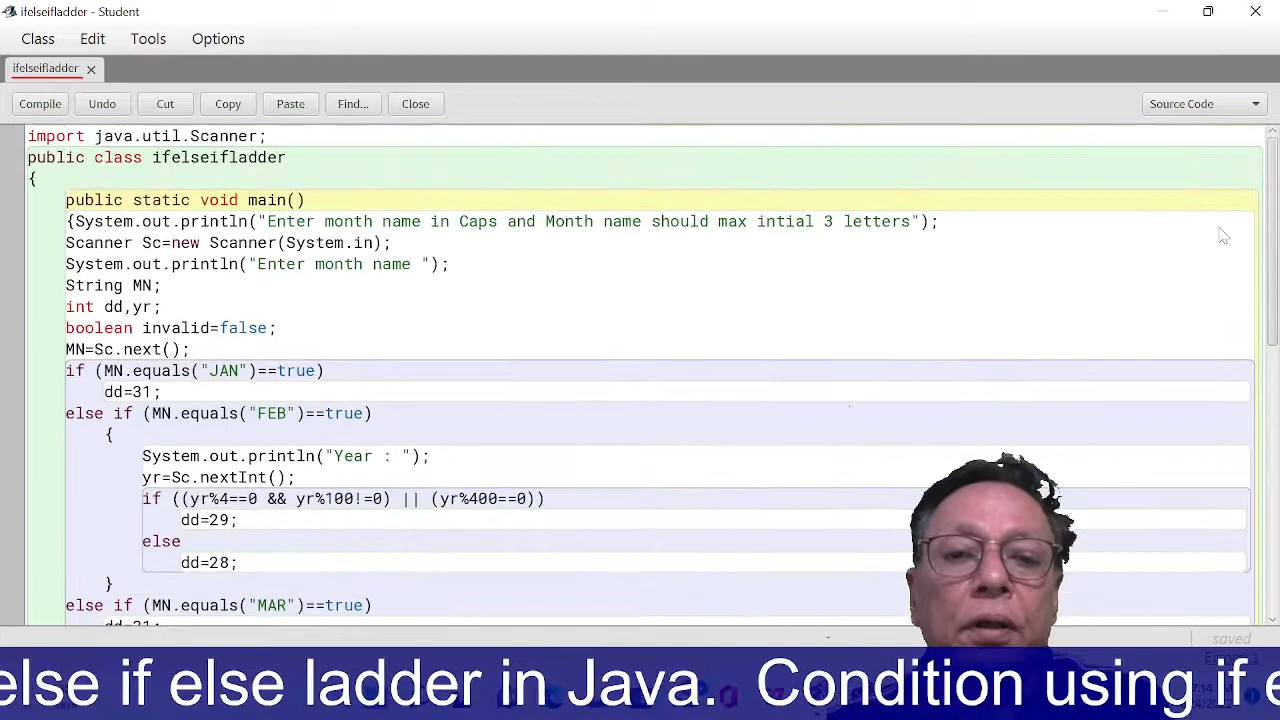 ifelseifladder - Student
Class Edit Tools Options
ifelseifladder
Compile Undo Cut Copy Paste Find... Close Source Code
import java.util.Scanner;
public class ifelseifladder
{
public static void main()
{System.out.println("Enter month name in Caps and Month name should max intial 3 letters");
Scanner Sc=new Scanner(System.in);
System.out.println("Enter month name ");
String MN;
int dd,yr;
boolean invalid=false;
MN=Sc.next();
if (MN.equals("JAN")==true)
dd=31;
else if (MN.equals("FEB")==true)
{
System.out.println("Year : ");
yr=Sc.nextInt();
if ((yr%4==0 && yr%100!=0) || (yr%400==0))
dd=29;
else
dd=28;
}
else if (MN.equals("MAR")==true)
dd=31;
saved
else if else ladder in Java. Condition using if e